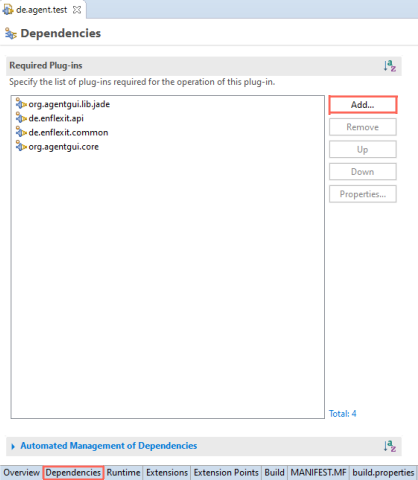 de.agent.test
Dependencies
Required Plug-ins
Specify the list of plug-ins required for the operation of this plug-in.
org.agentgui.lib.jade
de.enflexit.api
de.enflexit.common
org.agentgui.core
Add...
Remove
Up
Down
Properties...
Total: 4
Automated Management of Dependencies
Overview Dependencies Runtime Extensions Extension Points Build MANIFEST.MF build.properties